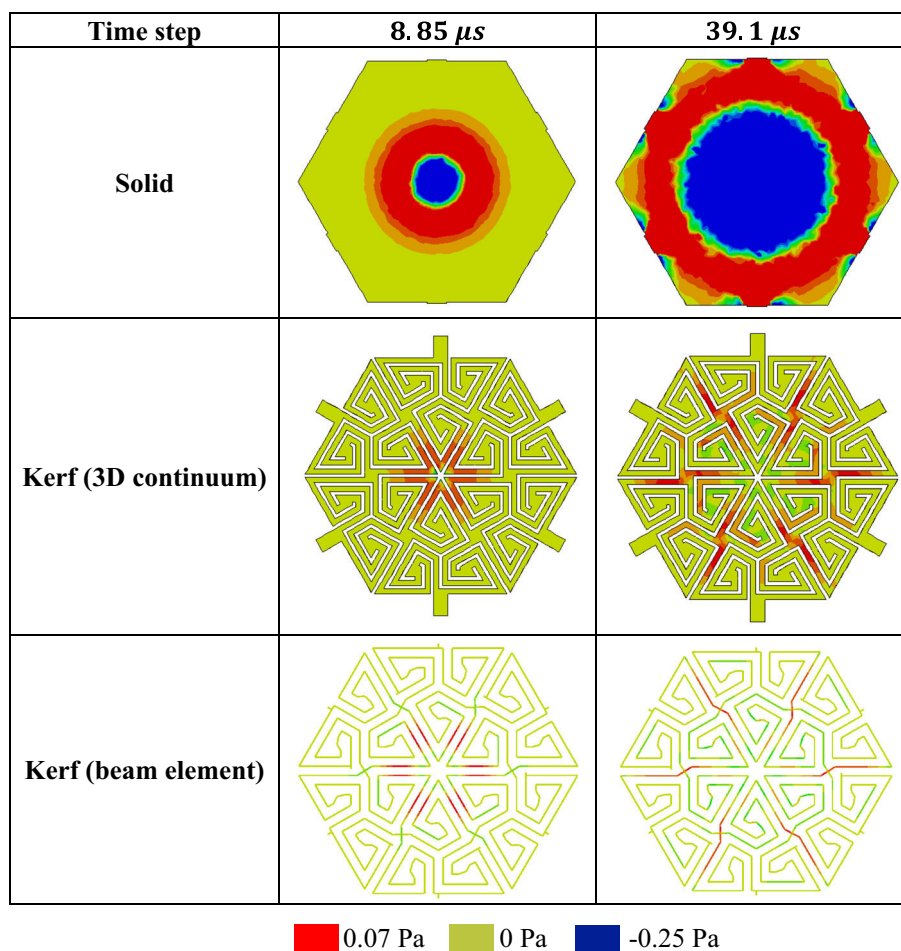 Time step 8.85 μs 39.1 μs
Solid
Kerf (3D continuum)
Kerf (beam element)
0.07 Pa 0 Pa -0.25 Pa